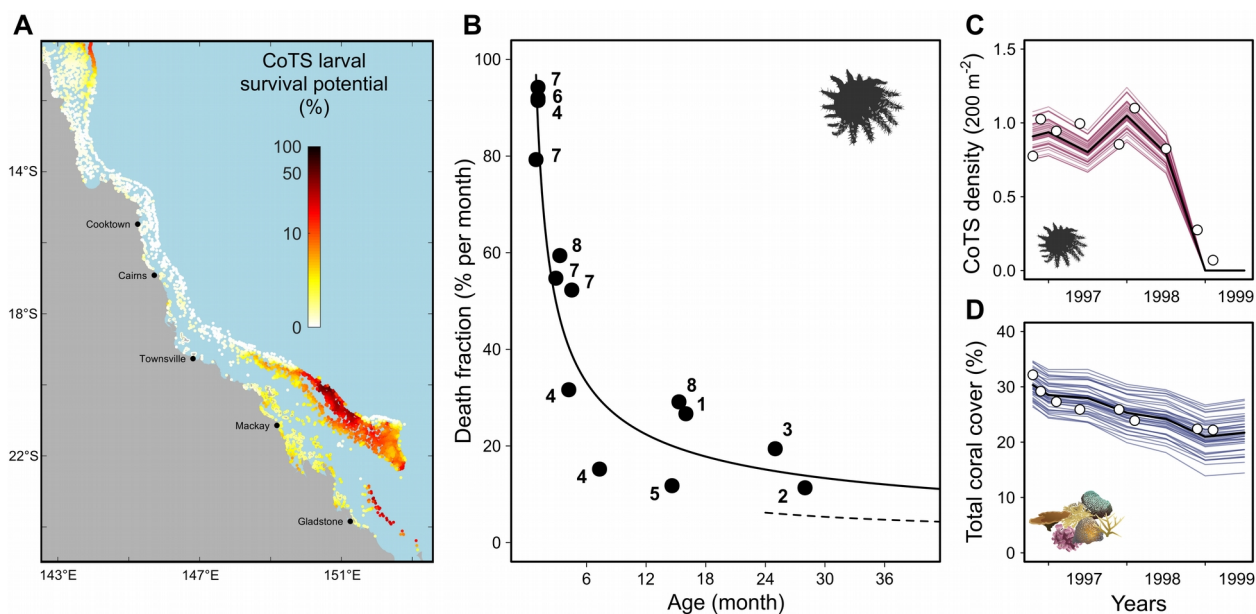 A
CoTS larval
survival potential
(%)
100
50
10
0
14°S
18°S
22°S
Cooktown
Cairns
Townsville
Mackay
Gladstone
143°E
147°E
151°E
B
Death fraction (% per month)
100
80
60
40
20
0
7
6
4
7
8
7
7
4
8
1
3
4
5
2
6
12
18
24
30
36
Age (month)
C
CoTS density (200 m⁻²)
1.5
1.0
0.5
0.0
1997
1998
1999
D
Total coral cover (%)
40
30
20
10
0
1997
1998
1999
Years